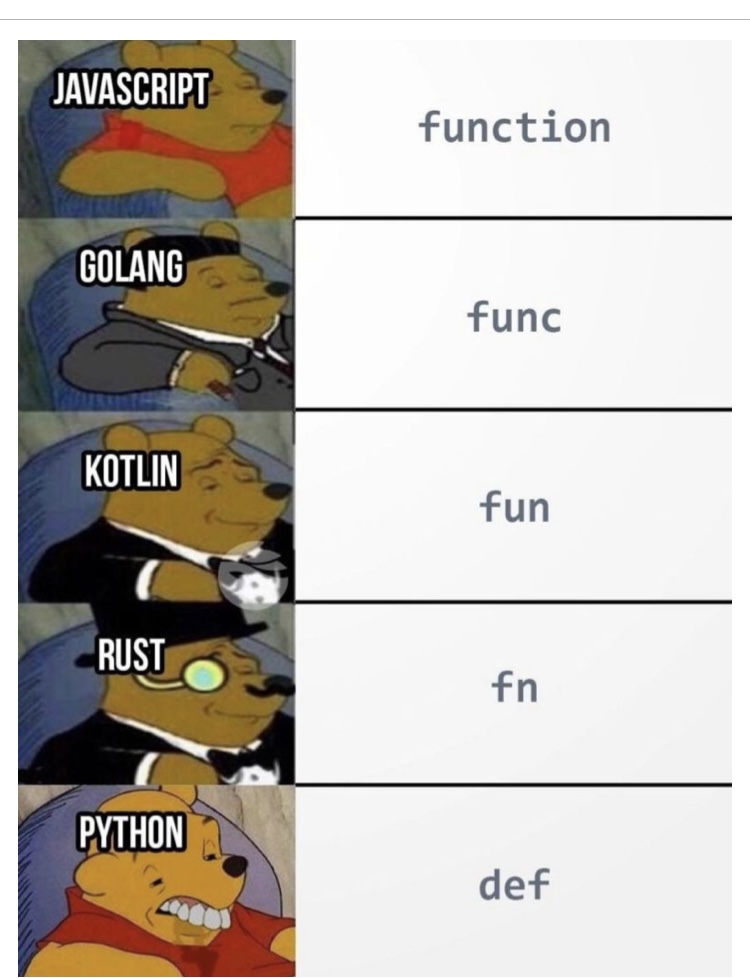 JAVASCRIPT
function
GOLANG
func
KOTLIN
fun
RUST
fn
PYTHON
def